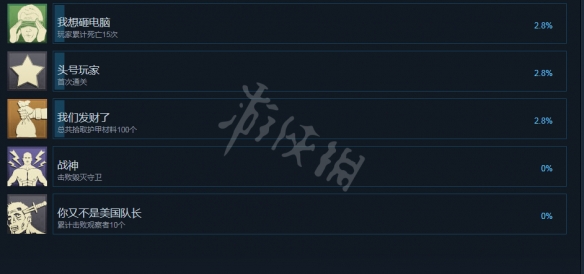 我想砸电脑
玩家累计死亡15次
2.8%
头号玩家
首次通关
2.8%
我们发财了
总共拾取护甲材料100个
2.8%
战神
击败毁灭守卫
0%
你又不是美国队长
累计击败观察者10个
0%
游侠网